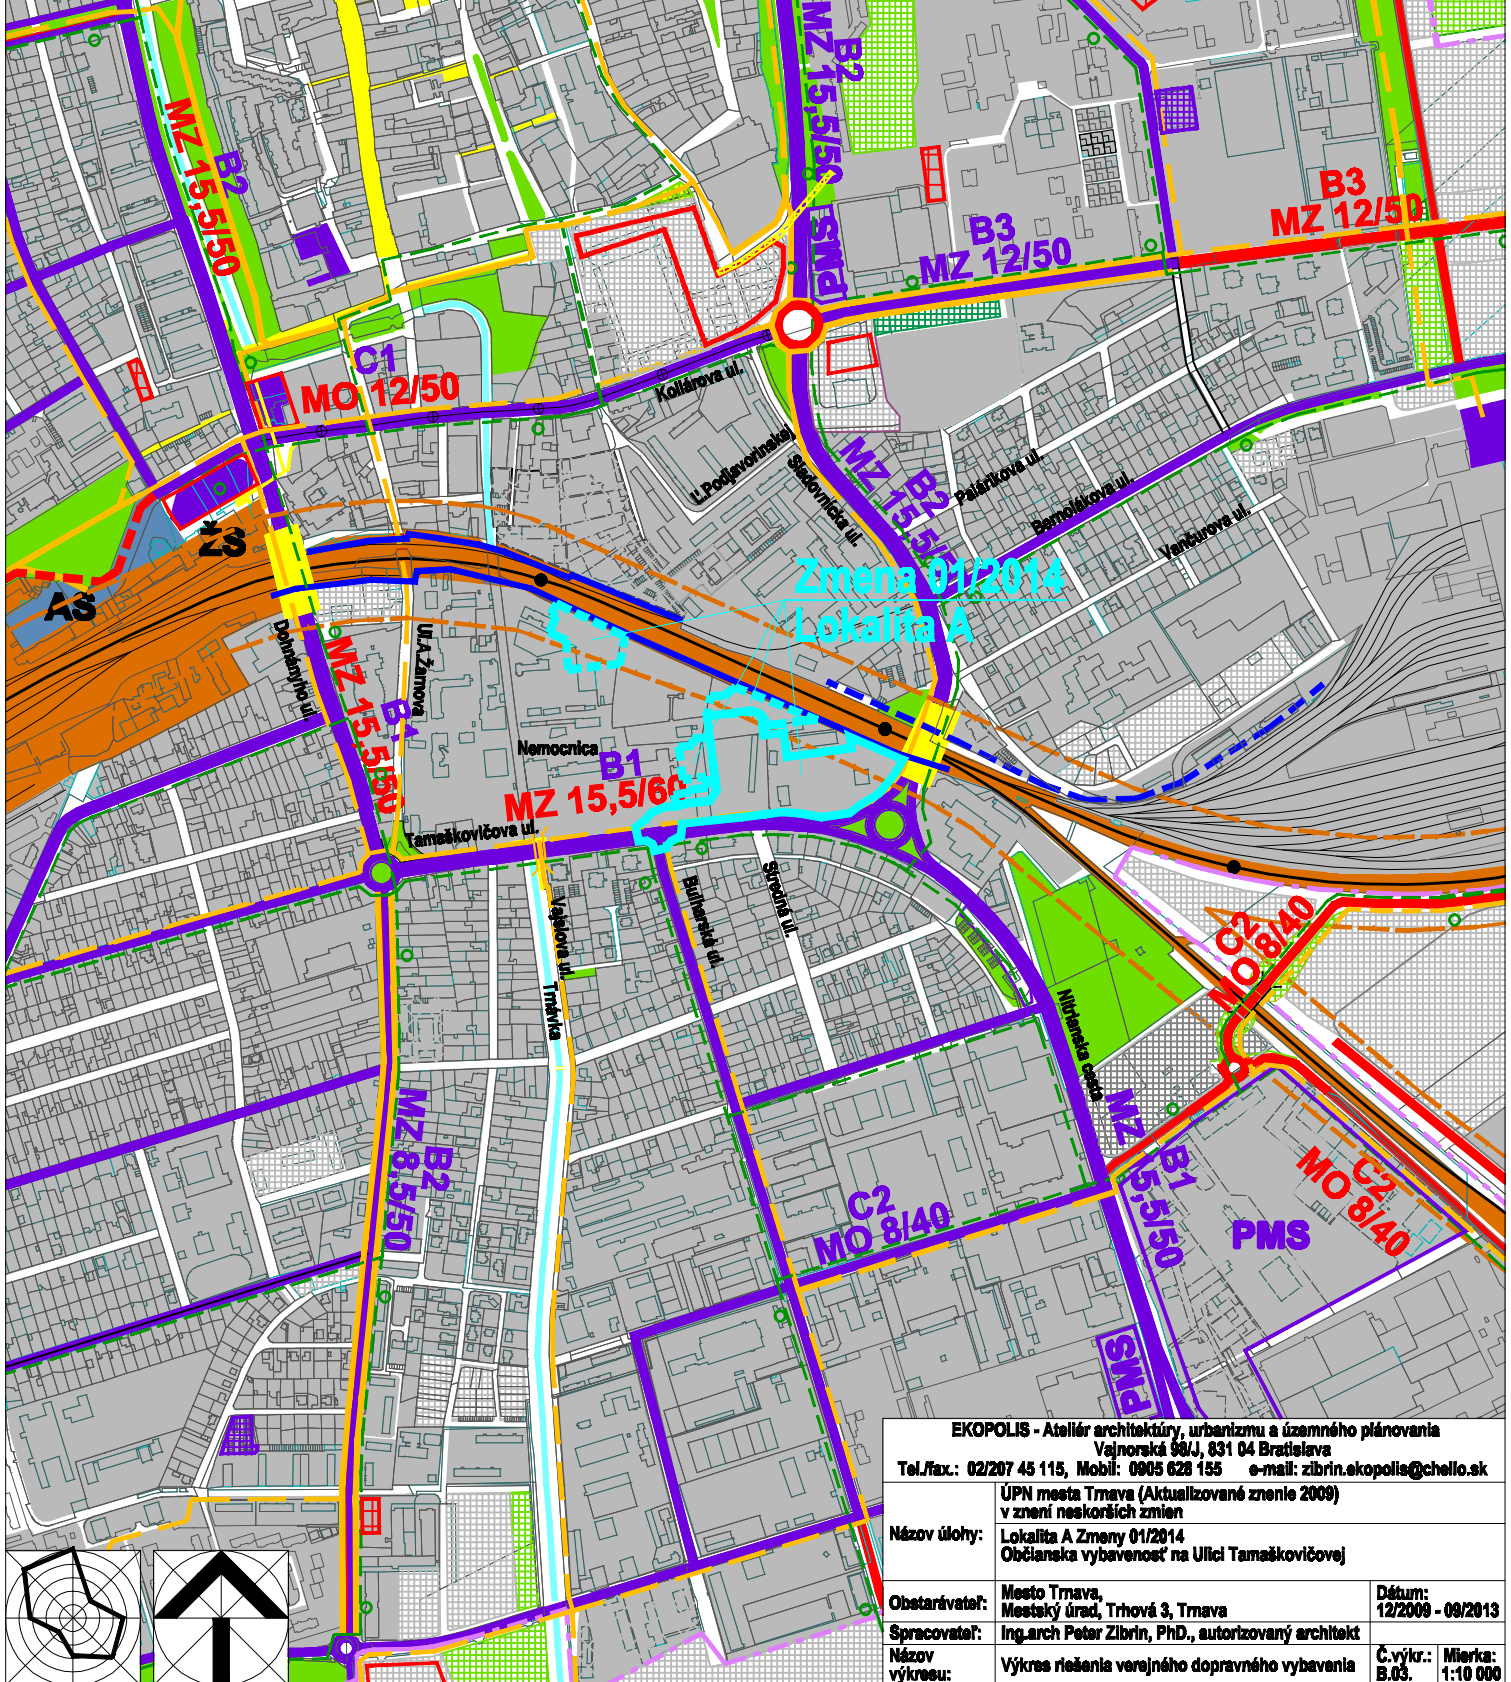 MZ 15,5/50
B2
B2
MZ 15,5/50
PMS
B3
MZ 12/50
B3
MZ 12/50
C1
MO 12/50
Kollárova ul.
Ľ.Podjavorinskej
Sladovnícka ul.
B2
Palárikova ul.
Bernolákova ul.
Vančurova ul.
ŽS
AS
Zmena 01/2014
Lokalita A
Dohnányho ul.
Ul.A.Žarnova
B1
MZ 15,5/50
Nemocnica
B1
MZ 15,5/60
Tamaškovičova ul.
Vajslova ul.
Trnávka
Bulharská ul.
Stredná ul.
Nitrianska cesta
C2
MO 8/40
B2
MZ 8,5/50
C2
MO 8/40
B1
MZ 15,5/50
PMS
C2
MO 8/40
PMS
EKOPOLIS - Ateliér architektúry, urbanizmu a územného plánovania
Vajnorská 98/J, 831 04 Bratislava
Tel./fax.: 02/207 45 115, Mobil: 0905 628 155 e-mail: zibrin.ekopolis@chello.sk
Názov úlohy:
ÚPN mesta Trnava (Aktualizované znenie 2009)
v znení neskorších zmien
Lokalita A Zmeny 01/2014
Občianska vybavenosť na Ulici Tamaškovičovej
Obstarávateľ:
Mesto Trnava,
Mestský úrad, Trhová 3, Trnava
Dátum:
12/2009 - 09/2013
Spracovateľ:
Ing.arch Peter Zibrin, PhD., autorizovaný architekt
Názov
výkresu:
Výkres riešenia verejného dopravného vybavenia
Č.výkr.:
B.03.
Mierka:
1:10 000